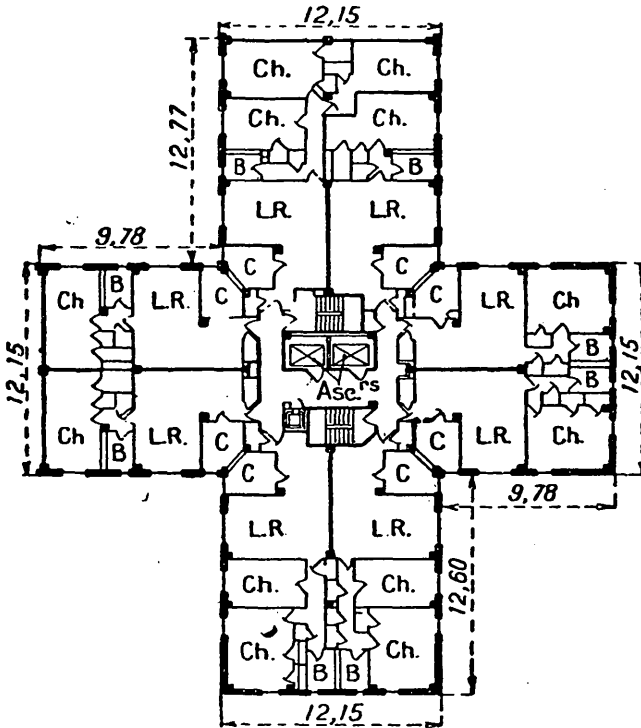 12,15
Ch. Ch.
Ch. Ch.
12,77
B B
L.R. L.R.
9,78
C C
Ch B L.R. C C L.R. Ch
B
12,15 12,15
Asc.rs
B
Ch B L.R. C C L.R. Ch.
C C
9,78
L.R. L.R.
Ch. Ch.
12,60
Ch. B B Ch.
12,15